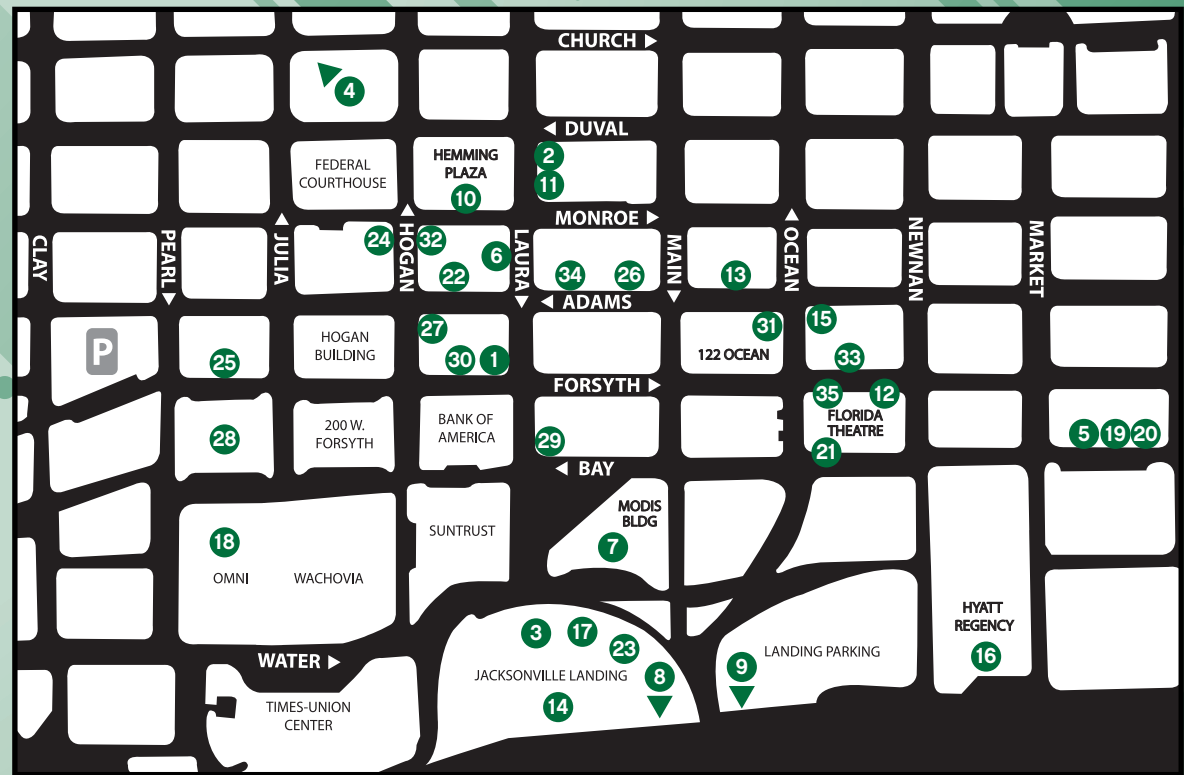 CHURCH ►
4
◄ DUVAL
FEDERAL
COURTHOUSE
HEMMING
PLAZA
10
2
11
MONROE ►
CLAY
PEARL ▼
▲ JULIA
24
▲ HOGAN
32
6
22
LAURA ▼
34
26
MAIN ▼
13
▲ OCEAN
NEWNAN
MARKET
◄ ADAMS
P
25
HOGAN
BUILDING
27
30
1
31
122 OCEAN
15
33
FORSYTH ►
28
200 W.
FORSYTH
BANK OF
AMERICA
29
35
12
FLORIDA
THEATRE
21
5
19
20
◄ BAY
18
OMNI
WACHOVIA
SUNTRUST
MODIS
BLDG
7
HYATT
REGENCY
16
3
17
23
JACKSONVILLE LANDING
8
14
9
LANDING PARKING
WATER ►
TIMES-UNION
CENTER